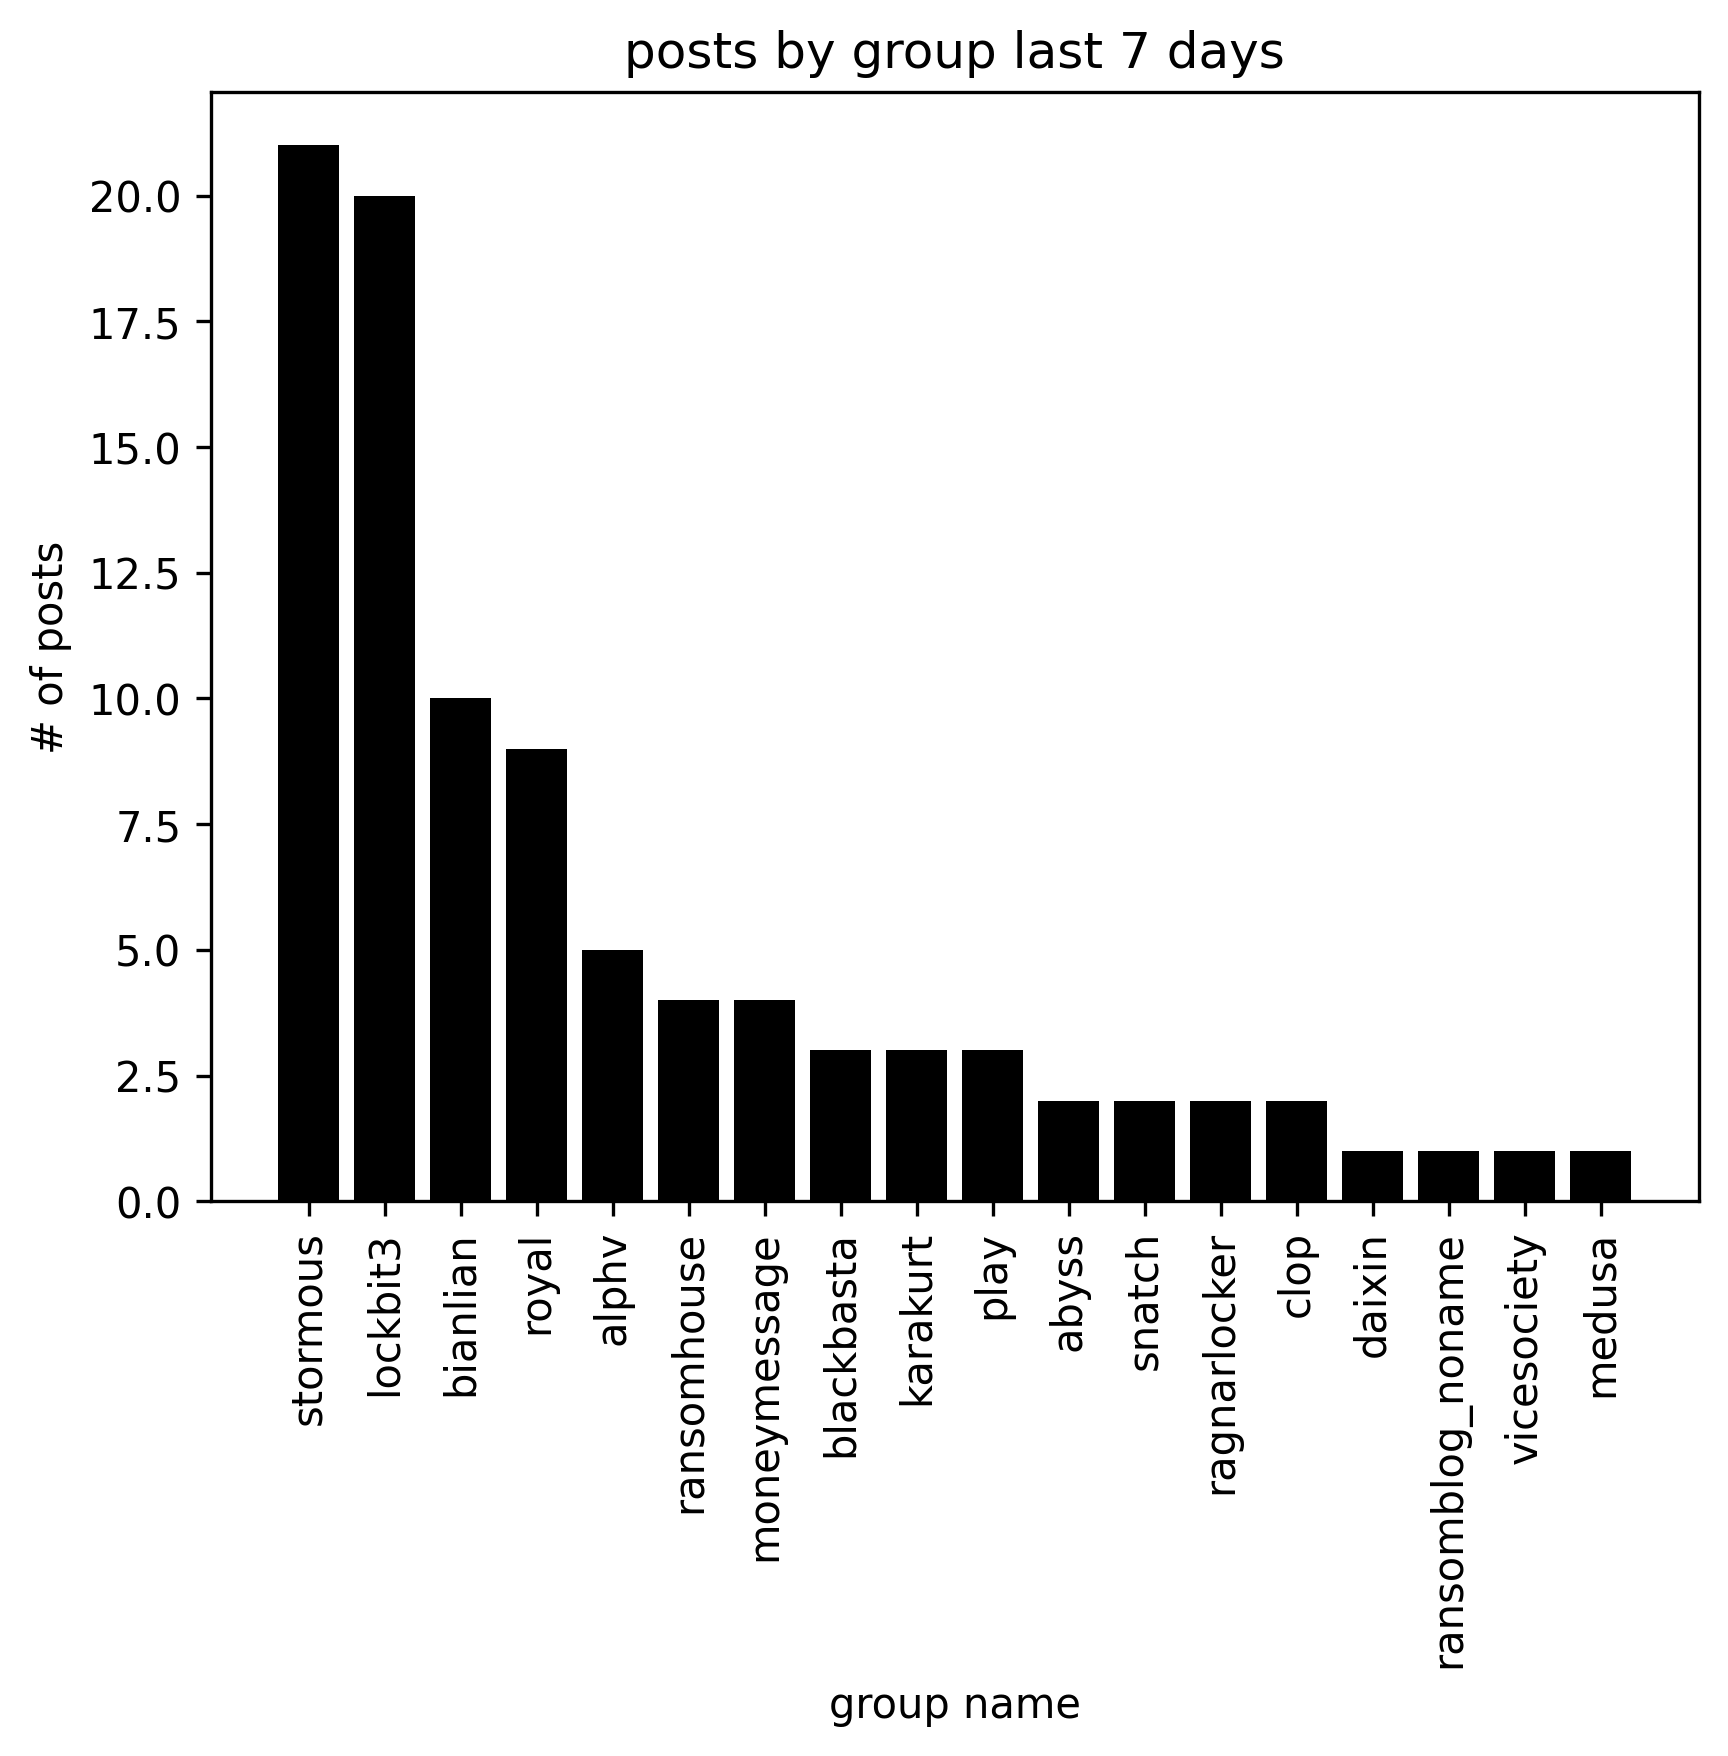 posts by group last 7 days
# of posts
20.0
17.5
15.0
12.5
10.0
7.5
5.0
2.5
0.0
stormous
lockbit3
bianlian
royal
alphv
ransomhouse
moneymessage
blackbasta
karakurt
play
abyss
snatch
ragnarlocker
clop
daixin
ransomblog_noname
vicesociety
medusa
group name